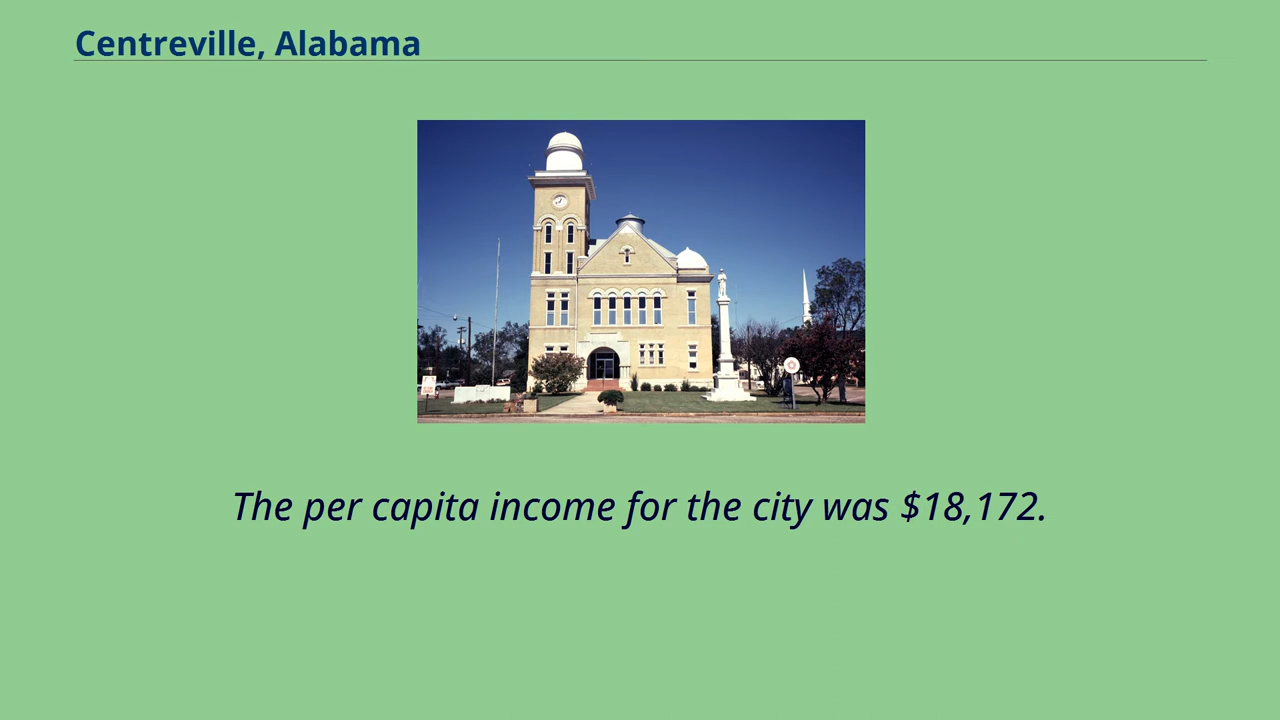 Centreville, Alabama
The per capita income for the city was $18,172.